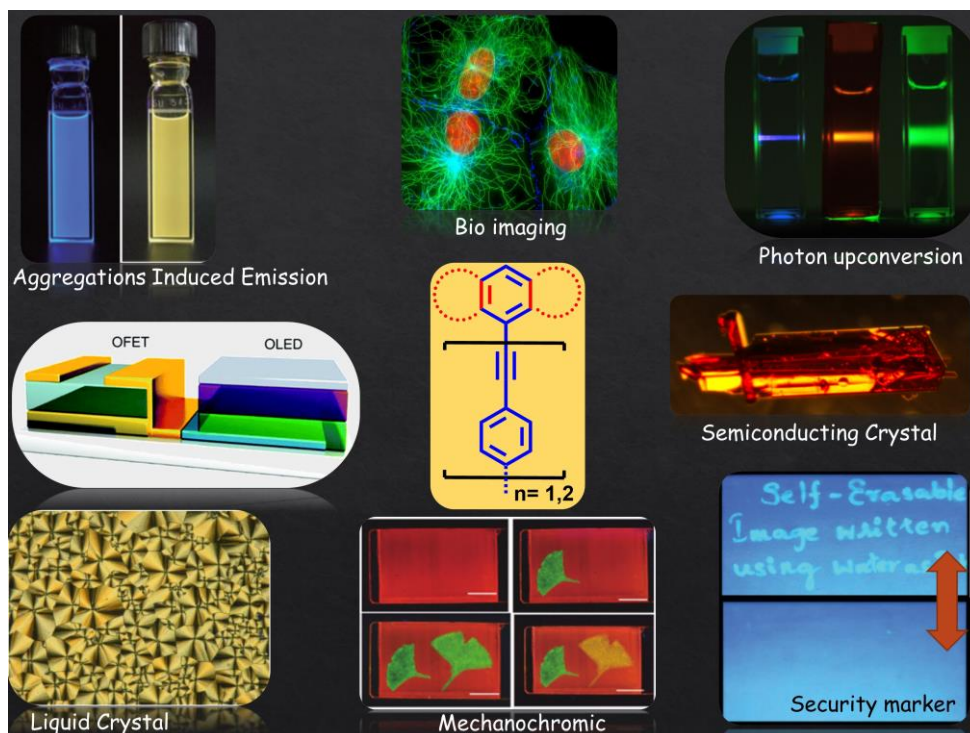 Bio imaging
Photon upconversion
Aggregations Induced Emission
OFET
OLED
n= 1,2
Semiconducting Crystal
Self-Erasable
Image written
using water as
Security marker
Liquid Crystal
Mechanochromic